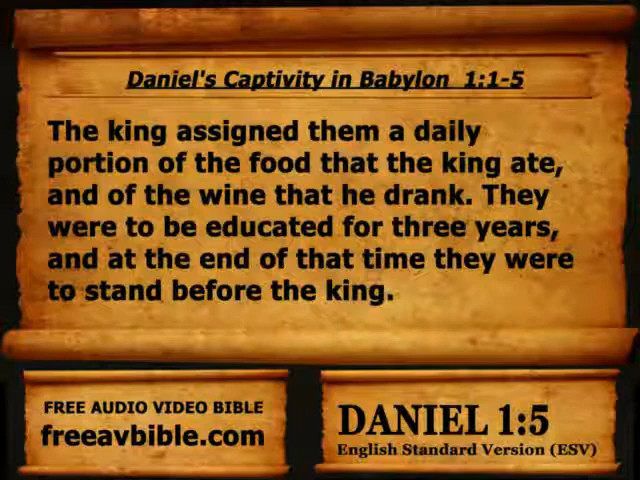 Daniel's Captivity in Babylon 1:1-5
The king assigned them a daily
portion of the food that the king ate,
and of the wine that he drank. They
were to be educated for three years,
and at the end of that time they were
to stand before the king.
FREE AUDIO VIDEO BIBLE
freeavbible.com
DANIEL 1:5
English Standard Version (ESV)